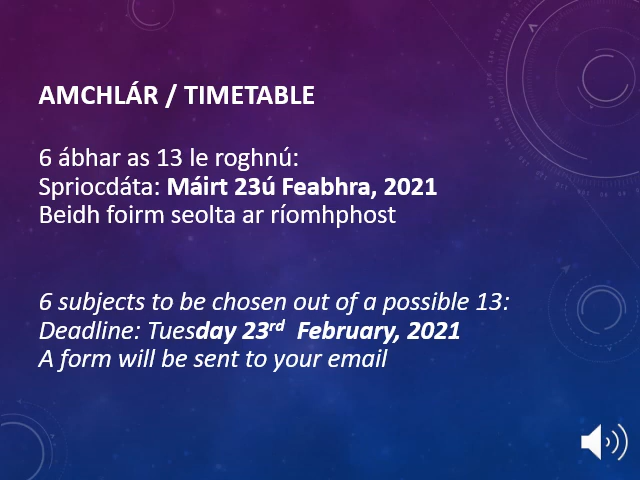 AMCHLÁR / TIMETABLE
6 ábhar as 13 le roghnú:
Spriocdáta: Máirt 23ú Feabhra, 2021
Beidh foirm seolta ar ríomhphost
6 subjects to be chosen out of a possible 13:
Deadline: Tuesday 23rd February, 2021
A form will be sent to your email